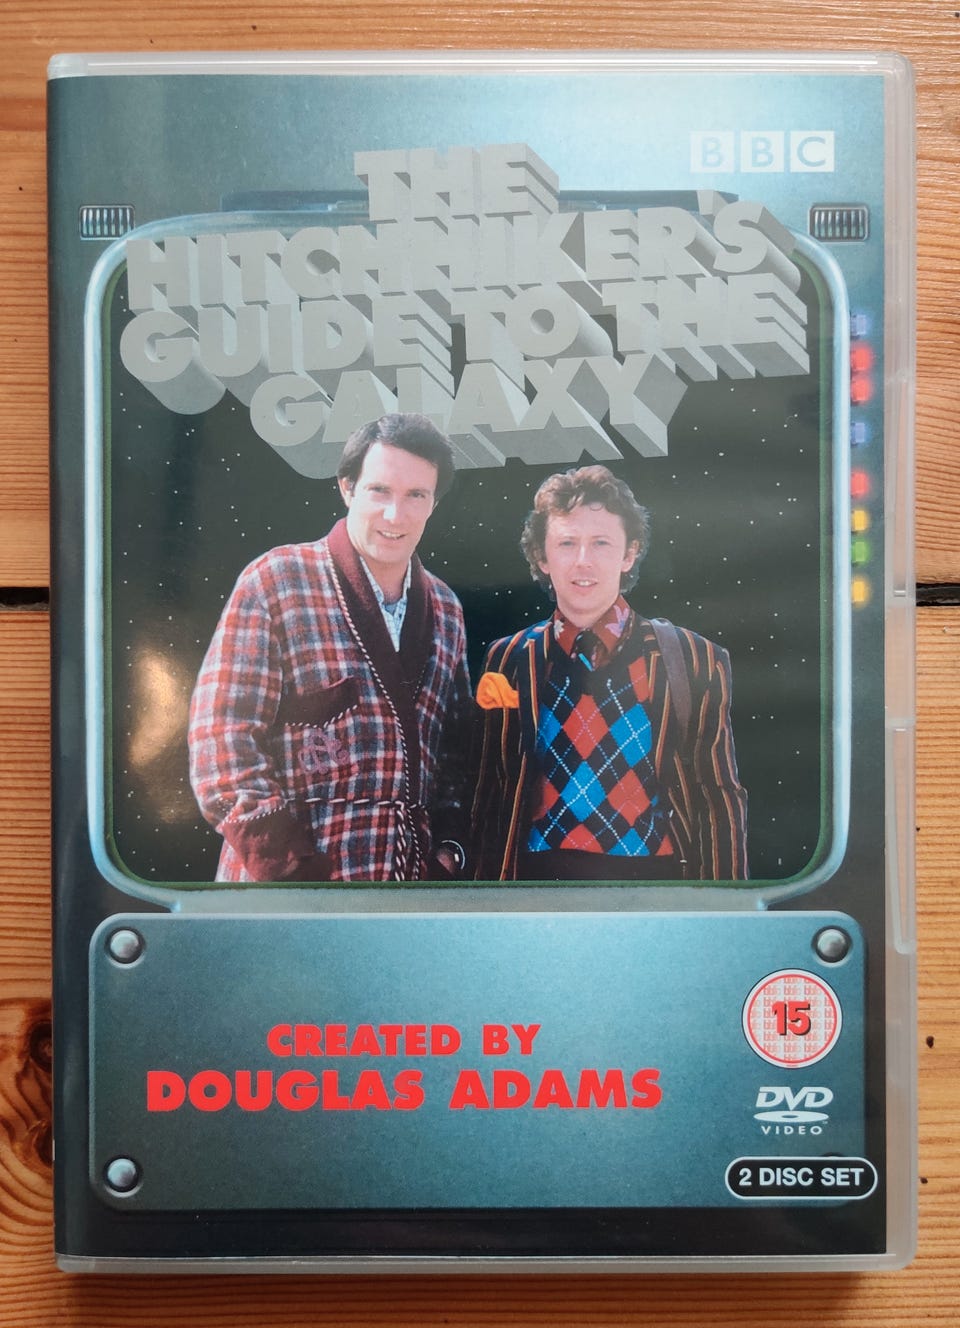 BBC
THE
HITCHHIKER'S
GUIDE TO THE
GALAXY
CREATED BY
DOUGLAS ADAMS
15
DVD
VIDEO
2 DISC SET